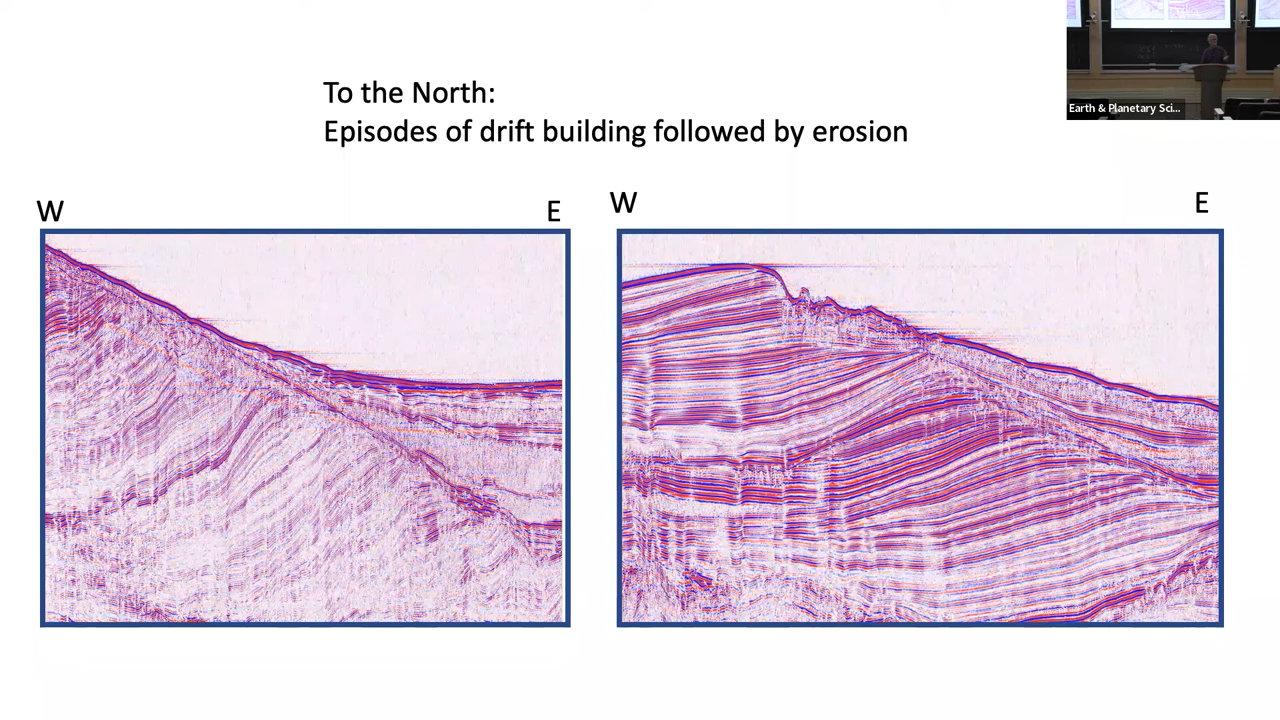 Earth & Planetary Sci...
To the North:
Episodes of drift building followed by erosion
W
E
W
E